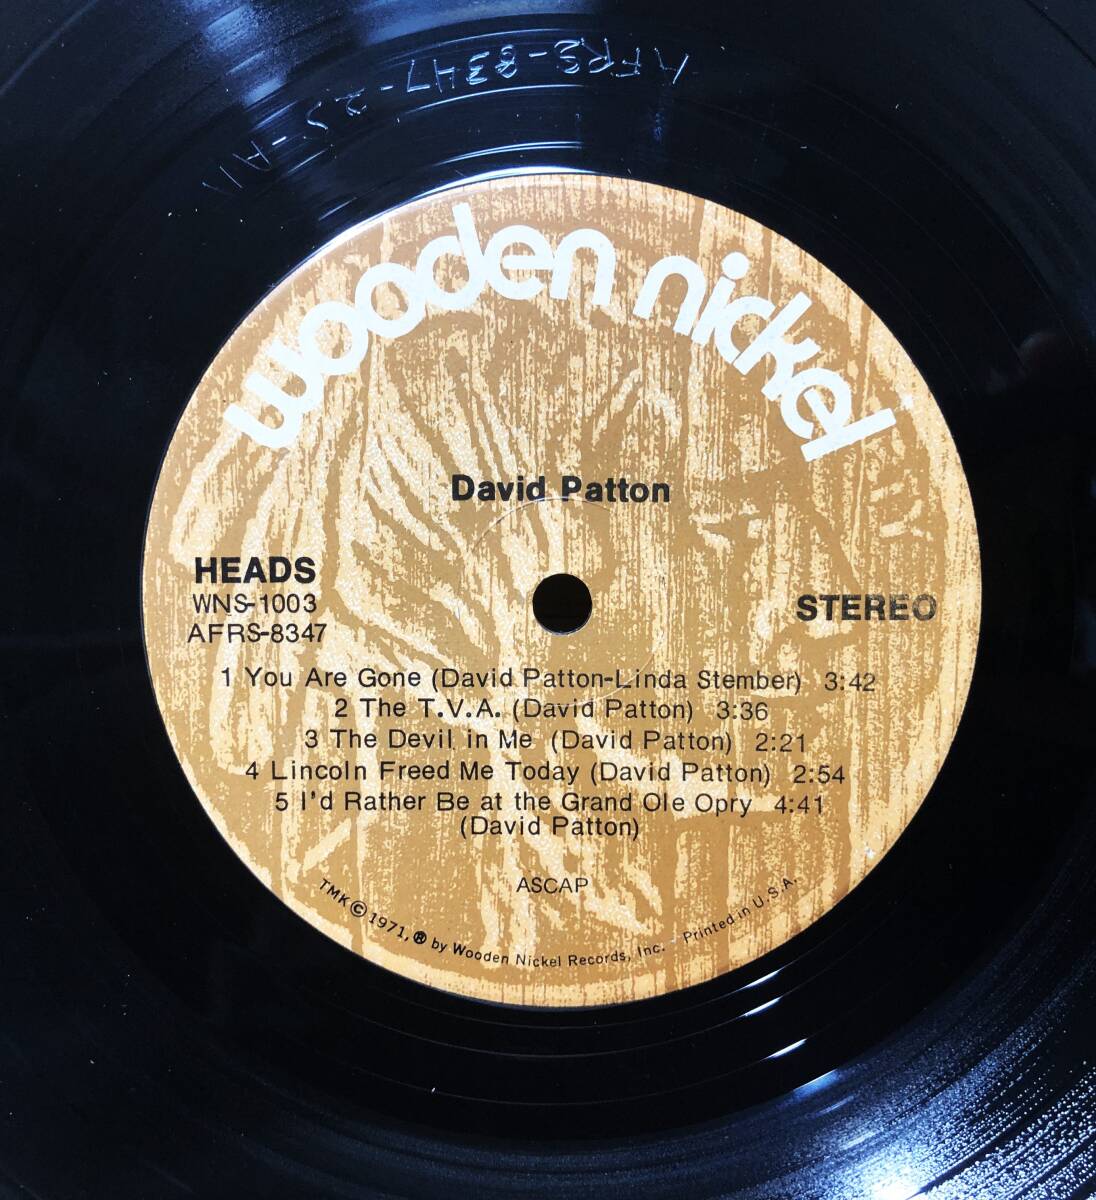 AFRS-8347-2S-A1
wooden nickel
David Patton
HEADS
WNS-1003
AFRS-8347
STEREO
1 You Are Gone (David Patton-Linda Stember) 3:42
2 The T.V.A. (David Patton) 3:36
3 The Devil in Me (David Patton) 2:21
4 Lincoln Freed Me Today (David Patton) 2:54
5 I'd Rather Be at the Grand Ole Opry 4:41
(David Patton)
ASCAP
TMK © 1971, ® by Wooden Nickel Records, Inc. · Printed in U.S.A.